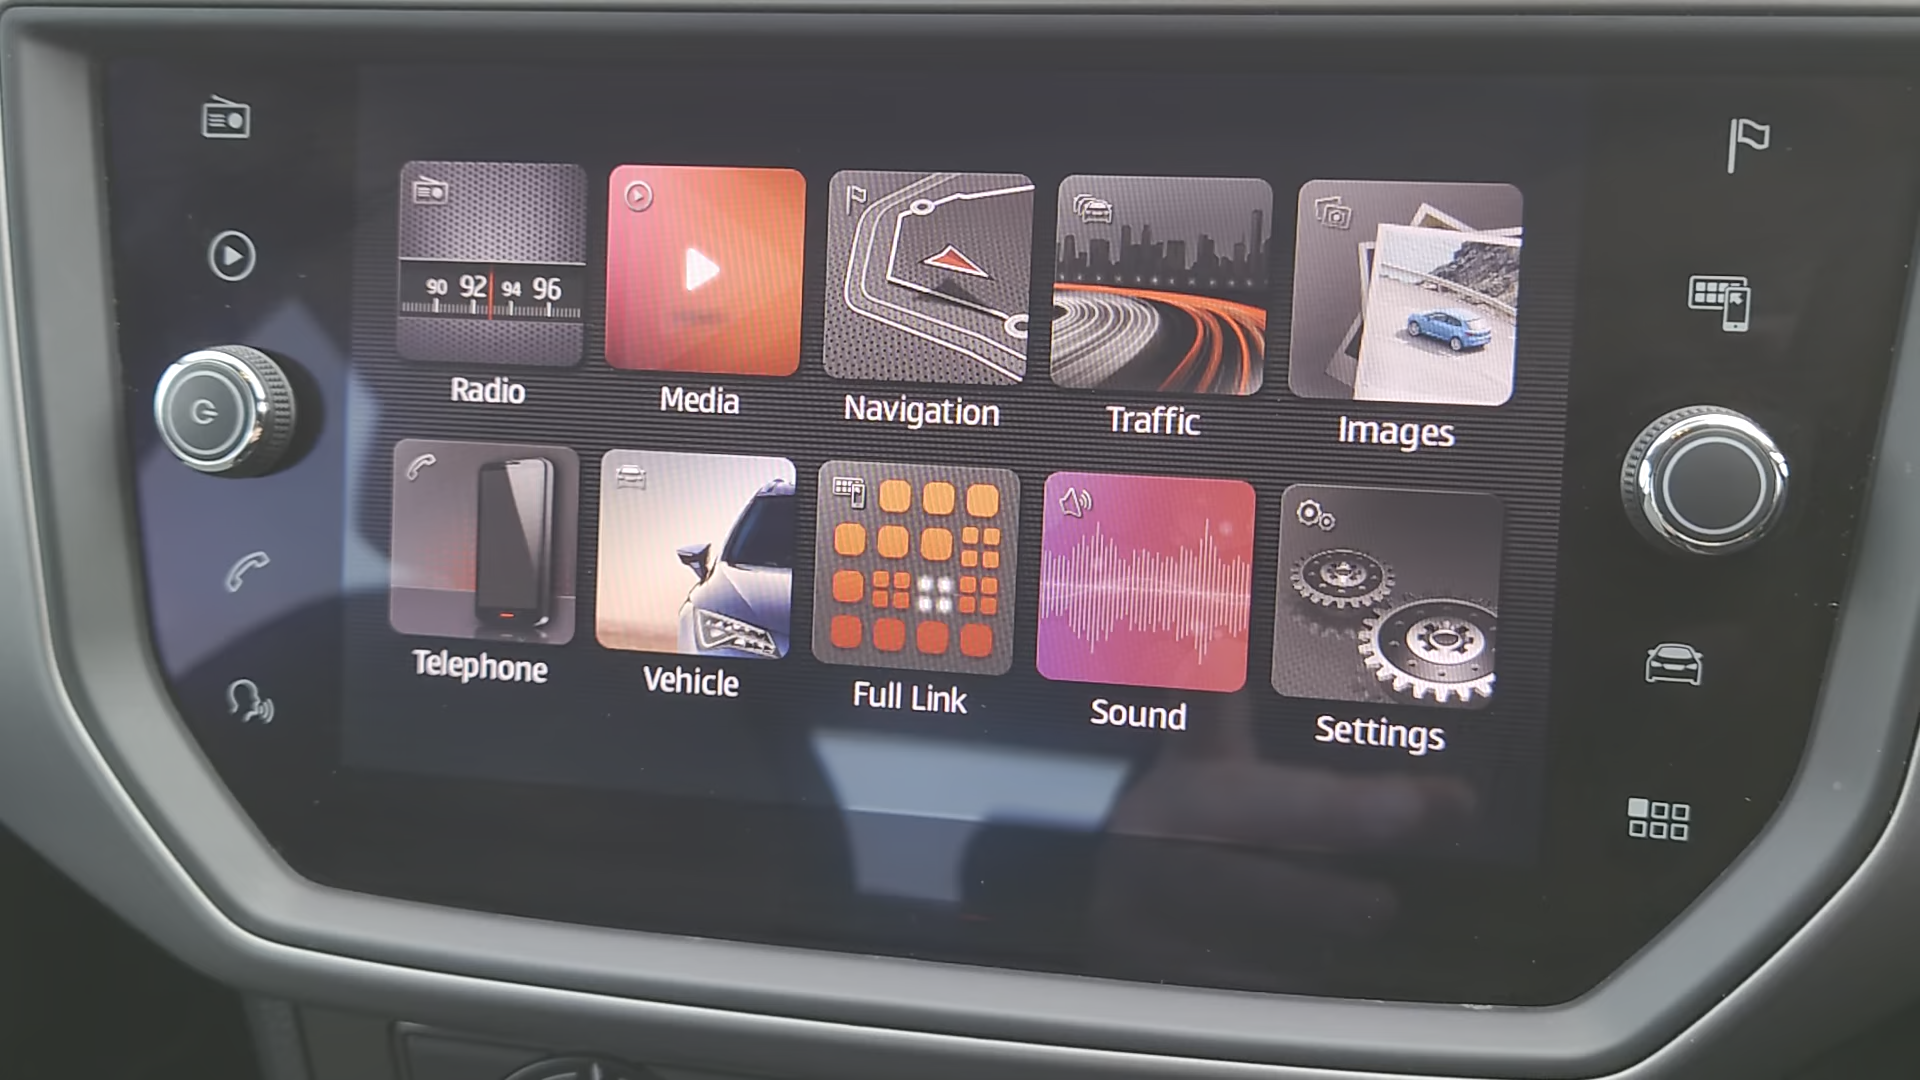 90 92 94 96
Radio
Media
Navigation
Traffic
Images
Telephone
Vehicle
Full Link
Sound
Settings